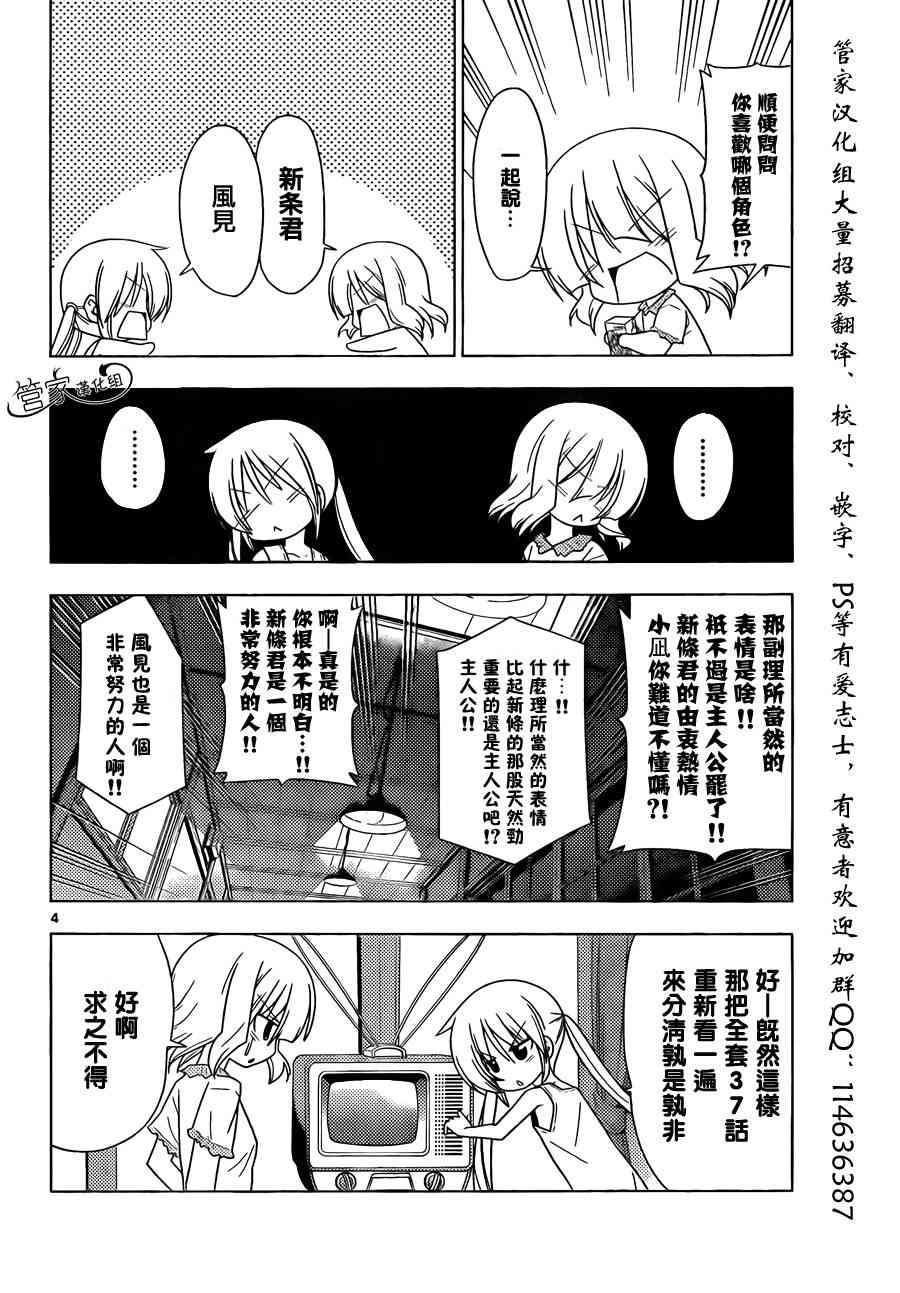 順便問問
你喜歡哪個角色!?
一起說…
新条君
風見
………
………
那副理所當然的
表情是啥!!
祇不過是主人公罷了!!
新條君的由衷熱情
小凪你難道不懂嗎?!
什…!!
什麼理所當然的表情
比起新條的那股天然勁
重要的還是主人公吧!?
啊—真是的
你根本不明白…!!
新條君是一個
非常努力的人!!
風見也是一個
非常努力的人啊!!
4
好—既然這樣
那把全套37話
重新看一遍
來分淸孰是孰非
好啊
求之不得
管家漢化組
管家汉化组大量招募翻译、校对、嵌字、PS等有爱志士，有意者欢迎加群QQ：114636387